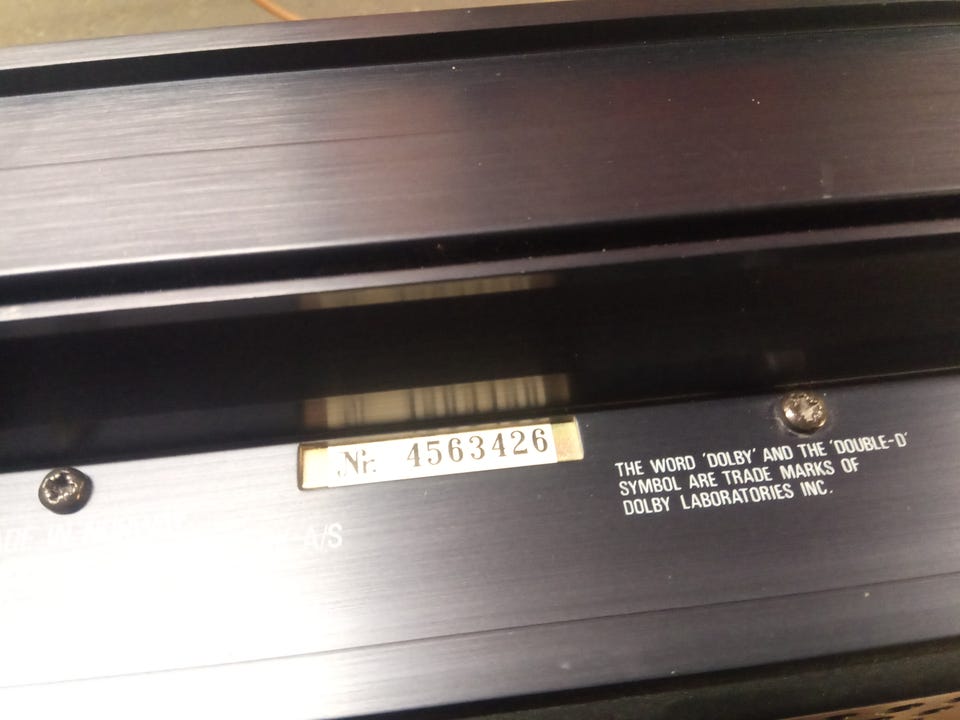 Nr. 4563426
THE WORD 'DOLBY' AND THE 'DOUBLE-D'
SYMBOL ARE TRADE MARKS OF
DOLBY LABORATORIES INC.
A/S